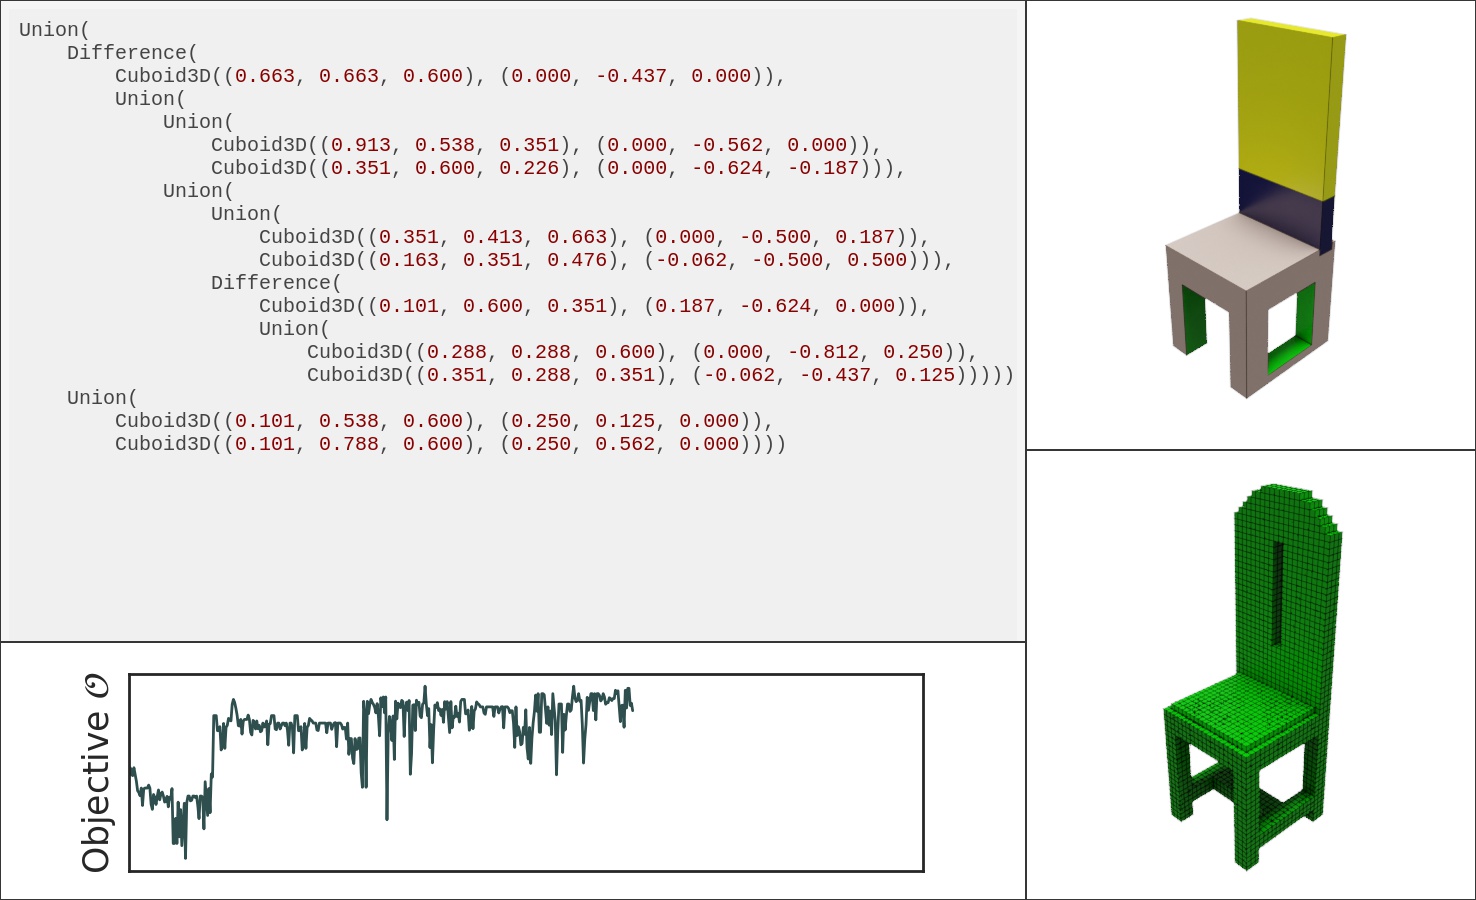 Union(
    Difference(
        Cuboid3D((0.663, 0.663, 0.600), (0.000, -0.437, 0.000)),
        Union(
            Union(
                Cuboid3D((0.913, 0.538, 0.351), (0.000, -0.562, 0.000)),
                Cuboid3D((0.351, 0.600, 0.226), (0.000, -0.624, -0.187))),
            Union(
                Union(
                    Cuboid3D((0.351, 0.413, 0.663), (0.000, -0.500, 0.187)),
                    Cuboid3D((0.163, 0.351, 0.476), (-0.062, -0.500, 0.500))),
                Difference(
                    Cuboid3D((0.101, 0.600, 0.351), (0.187, -0.624, 0.000)),
                    Union(
                        Cuboid3D((0.288, 0.288, 0.600), (0.000, -0.812, 0.250)),
                        Cuboid3D((0.351, 0.288, 0.351), (-0.062, -0.437, 0.125)))))
    Union(
        Cuboid3D((0.101, 0.538, 0.600), (0.250, 0.125, 0.000)),
        Cuboid3D((0.101, 0.788, 0.600), (0.250, 0.562, 0.000))))
Objective 𝒪